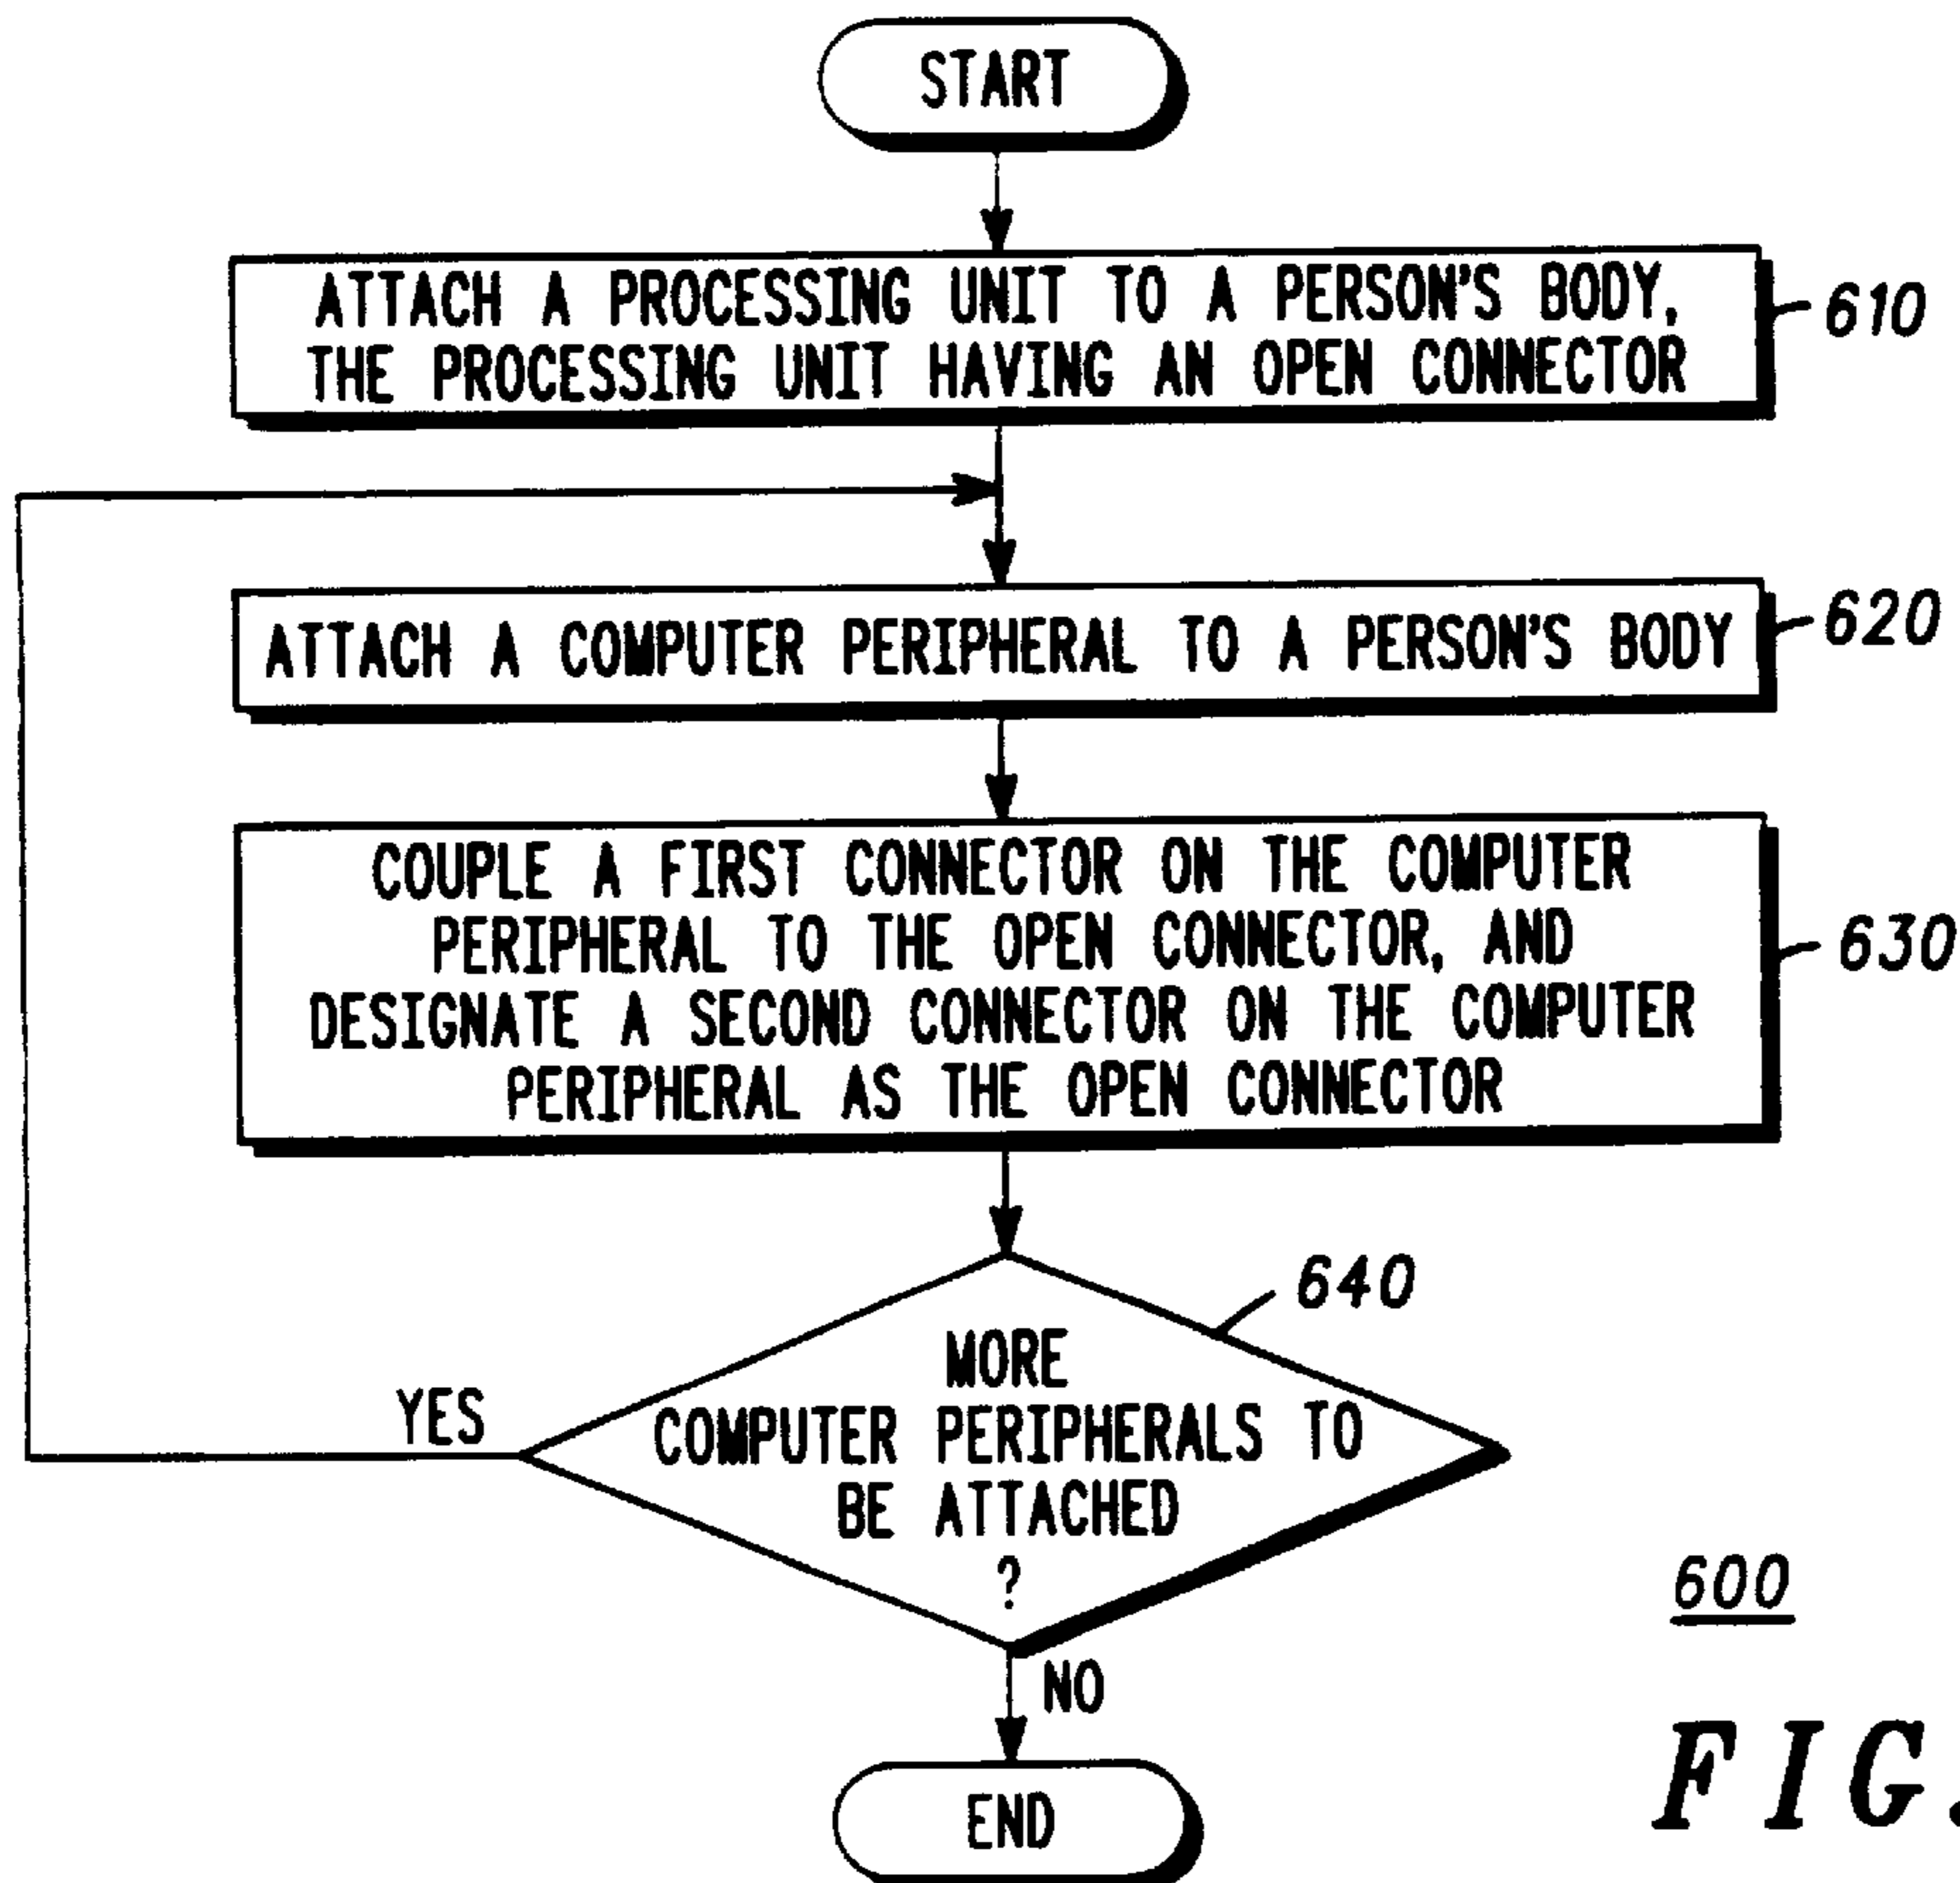 START
ATTACH A PROCESSING UNIT TO A PERSON'S BODY,
THE PROCESSING UNIT HAVING AN OPEN CONNECTOR
610
ATTACH A COMPUTER PERIPHERAL TO A PERSON'S BODY
620
COUPLE A FIRST CONNECTOR ON THE COMPUTER
PERIPHERAL TO THE OPEN CONNECTOR, AND
DESIGNATE A SECOND CONNECTOR ON THE COMPUTER
PERIPHERAL AS THE OPEN CONNECTOR
630
640
MORE
COMPUTER PERIPHERALS TO
BE ATTACHED
?
YES
NO
END
600
FIG.